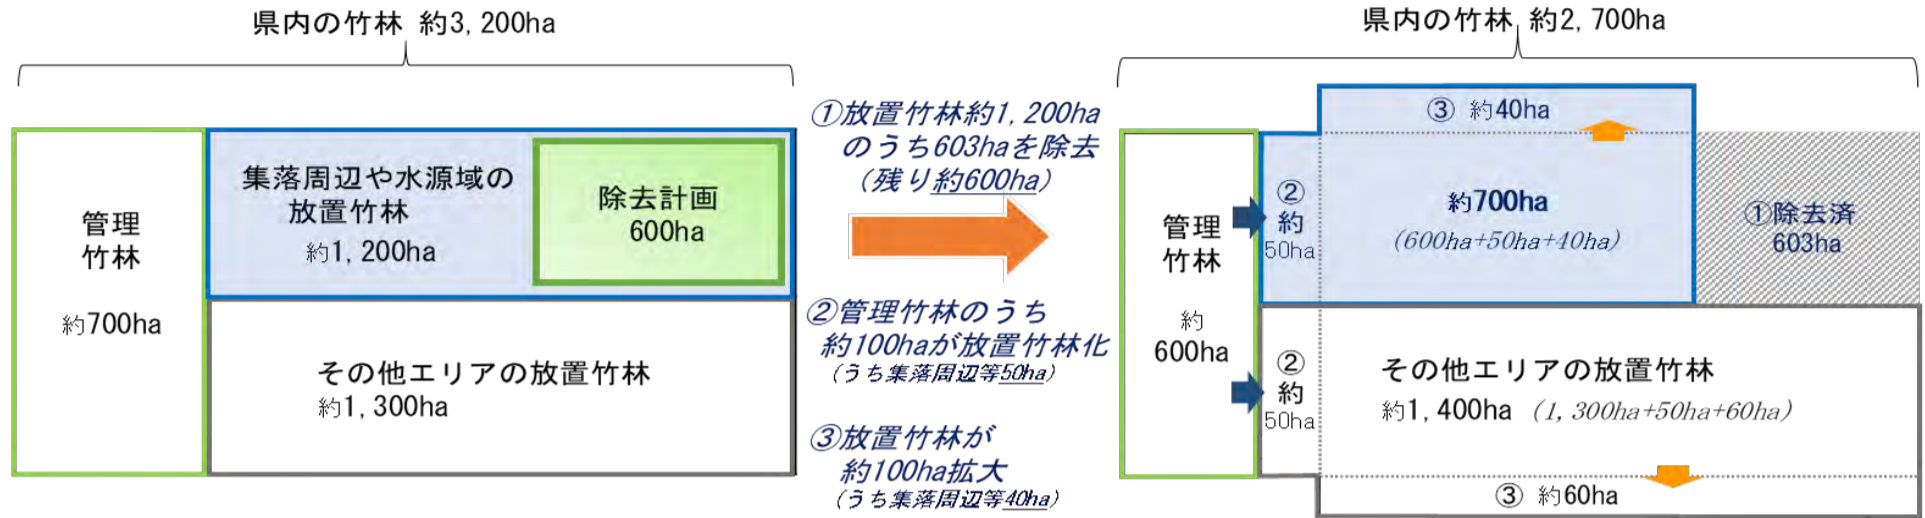 県内の竹林 約3,200ha
管理
竹林
約700ha
集落周辺や水源域の
放置竹林
約1,200ha
除去計画
600ha
その他エリアの放置竹林
約1,300ha
①放置竹林約1,200ha
のうち603haを除去
(残り約600ha)
②管理竹林のうち
約100haが放置竹林化
(うち集落周辺等50ha)
③放置竹林が
約100ha拡大
(うち集落周辺等40ha)
県内の竹林 約2,700ha
管理
竹林
約
600ha
②
約
50ha
②
約
50ha
③ 約40ha
約700ha
(600ha+50ha+40ha)
①除去済
603ha
その他エリアの放置竹林
約1,400ha (1,300ha+50ha+60ha)
③ 約60ha